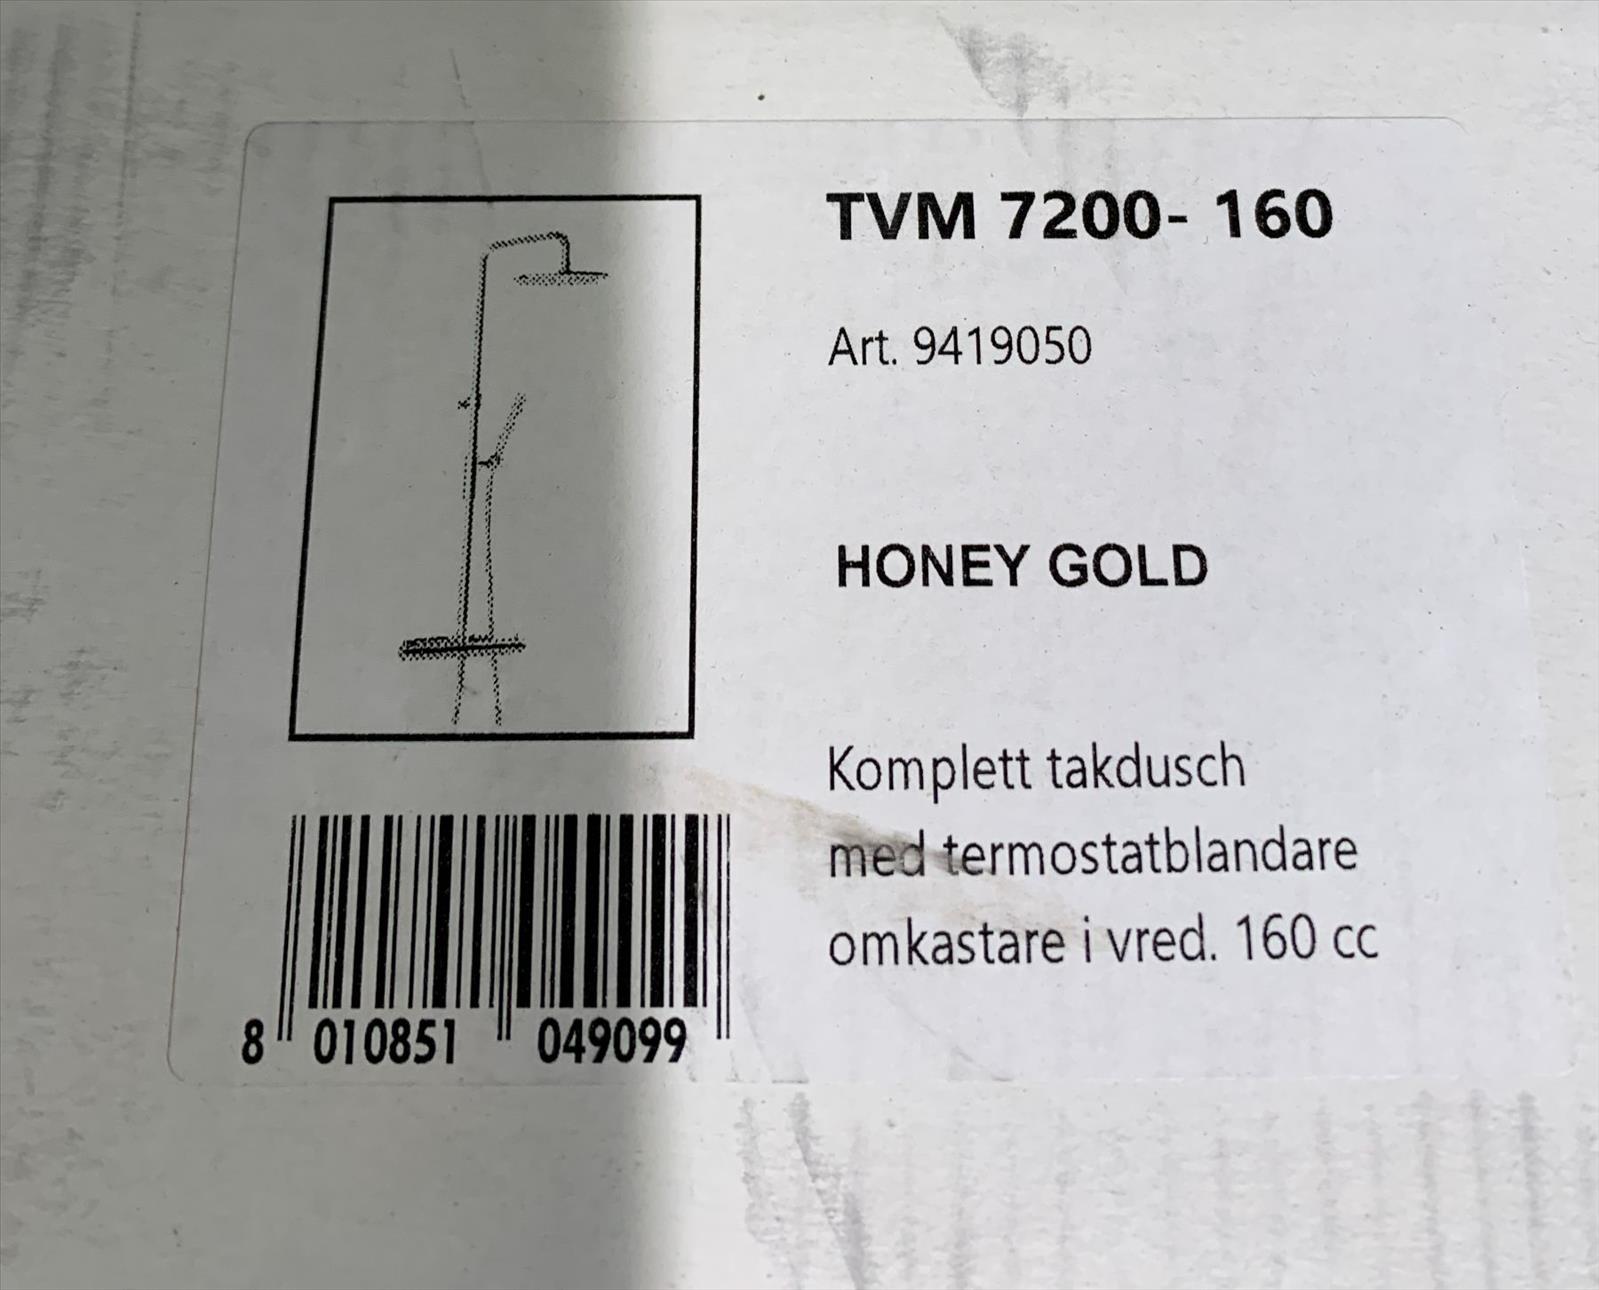 TVM 7200- 160
Art. 9419050
HONEY GOLD
Komplett takdusch
med termostatblandare
omkastare i vred. 160 cc
8 010851 049099